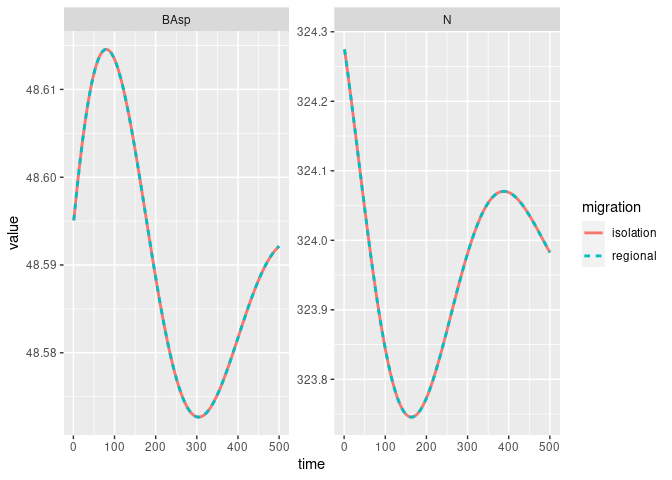 BAsp
N
value
48.61
48.60
48.59
48.58
324.3
324.2
324.1
324.0
323.9
323.8
0 100 200 300 400 500
0 100 200 300 400 500
time
migration
isolation
regional